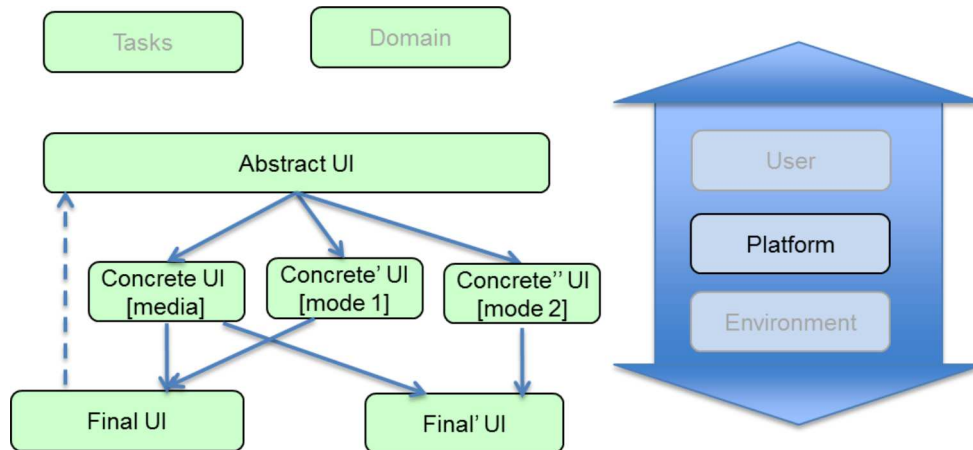 Tasks
Domain
Abstract UI
Concrete UI
[media]
Concrete’ UI
[mode 1]
Concrete’’ UI
[mode 2]
Final UI
Final’ UI
User
Platform
Environment